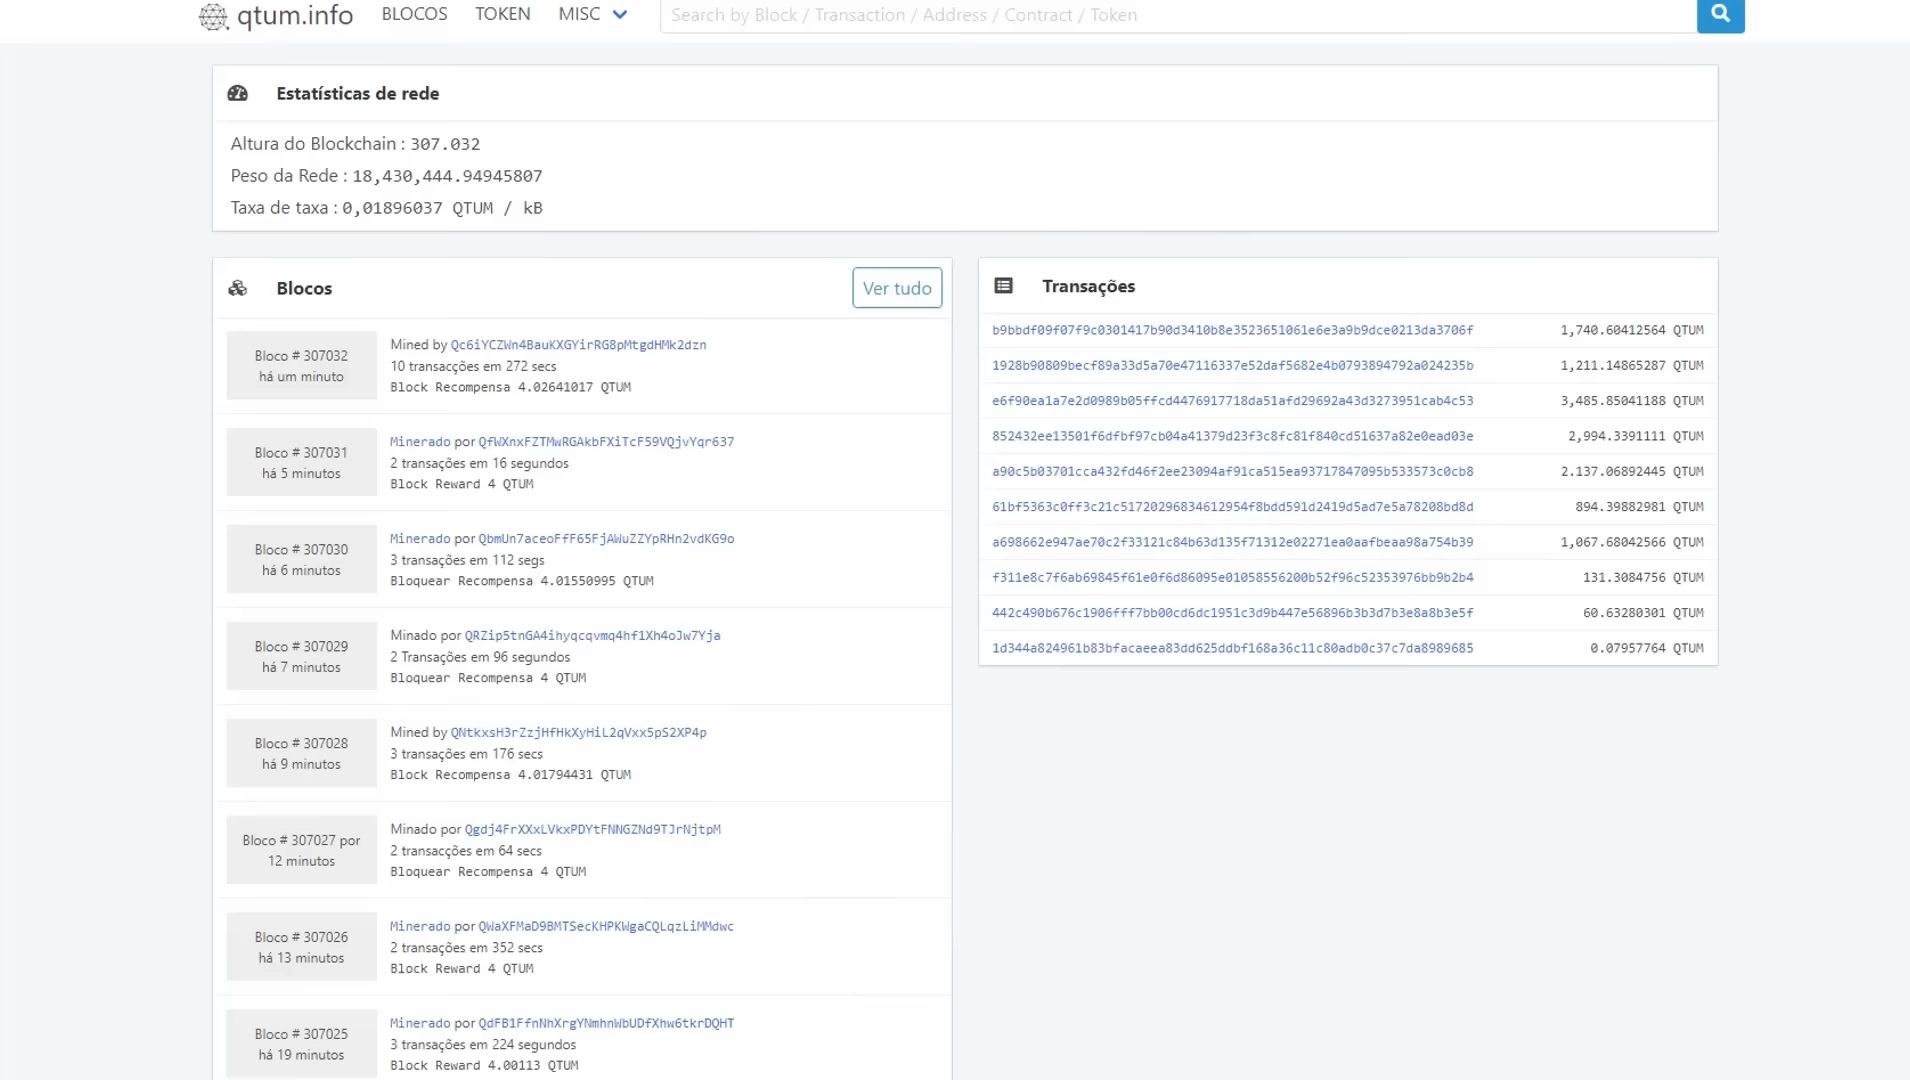 qtum.info
BLOCOS
TOKEN
MISC
Search by Block / Transaction / Address / Contract / Token
Estatísticas de rede
Altura do Blockchain : 307.032
Peso da Rede : 18,430,444.94945807
Taxa de taxa : 0,01896037 QTUM / kB
Blocos
Ver tudo
Bloco # 307032
há um minuto
Mined by Qc6iYCZWn4BauKXGYirRG8pMtgdHMk2dzn
10 transacções em 272 secs
Block Recompensa 4.02641017 QTUM
Bloco # 307031
há 5 minutos
Minerado por QfWXnxFZTMwRGAkbFXiTcF59VQjvYqr637
2 transações em 16 segundos
Block Reward 4 QTUM
Bloco # 307030
há 6 minutos
Minerado por QbmUn7aceoFfF65FjAWuZZYpRHn2vdKG9o
3 transações em 112 segs
Bloquear Recompensa 4.01550995 QTUM
Bloco # 307029
há 7 minutos
Minado por QRZip5tnGA4ihyqcqvmq4hf1Xh4oJw7Yja
2 Transações em 96 segundos
Bloquear Recompensa 4 QTUM
Bloco # 307028
há 9 minutos
Mined by QNtkxsH3rZzjHfHkXyHiL2qVxx5pS2XP4p
3 transações em 176 secs
Block Recompensa 4.01794431 QTUM
Bloco # 307027 por
12 minutos
Minado por Qgdj4FrXXxLVkxPDYtFNNGZNd9TJrNjtpM
2 transacções em 64 secs
Bloquear Recompensa 4 QTUM
Bloco # 307026
há 13 minutos
Minerado por QWaXFMaD9BMTSecKHPKWgaCQLqzLiMMdwc
2 transações em 352 secs
Block Reward 4 QTUM
Bloco # 307025
há 19 minutos
Minerado por QdFB1FfnNhXrgYNmhnWbUDfXhw6tkrDQHT
3 transações em 224 segundos
Block Reward 4.00113 QTUM
Transações
b9bbdf09f07f9c0301417b90d3410b8e3523651061e6e3a9b9dce0213da3706f 1,740.60412564 QTUM
1928b90809becf89a33d5a70e47116337e52daf5682e4b0793894792a024235b 1,211.14865287 QTUM
e6f90ea1a7e2d0989b05ffcd4476917718da51afd29692a43d3273951cab4c53 3,485.85041188 QTUM
852432ee13501f6dfbf97cb04a41379d23f3c8fc81f840cd51637a82e0ead03e 2,994.3391111 QTUM
a90c5b03701cca432fd46f2ee23094af91ca515ea93717847095b533573c0cb8 2.137.06892445 QTUM
61bf5363c0ff3c21c51720296834612954f8bdd591d2419d5ad7e5a78208bd8d 894.39882981 QTUM
a698662e947ae70c2f33121c84b63d135f71312e02271ea0aafbeaa98a754b39 1,067.68042566 QTUM
f311e8c7f6ab69845f61e0f6d86095e01058556200b52f96c52353976bb9b2b4 131.3084756 QTUM
442c490b676c1906fff7bb00cd6dc1951c3d9b447e56896b3b3d7b3e8a8b3e5f 60.63280301 QTUM
1d344a824961b83bfacaeea83dd625ddbf168a36c11c80adb0c37c7da8989685 0.07957764 QTUM